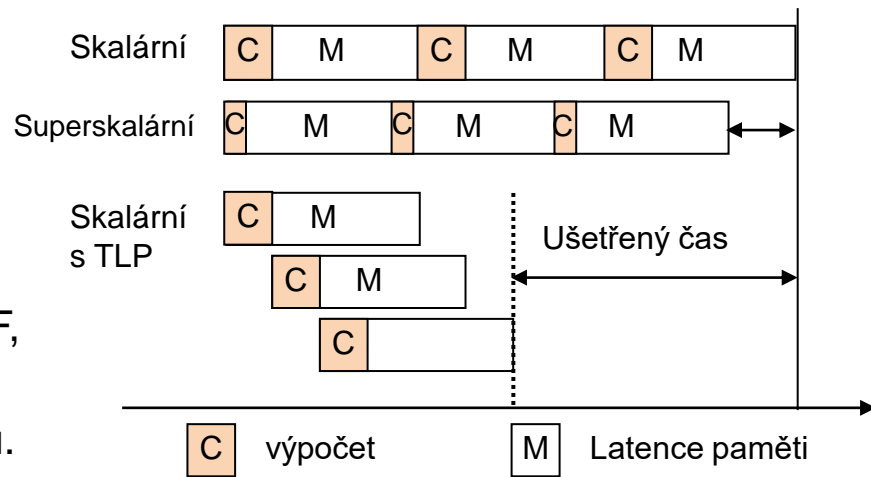 Skalární C M C M C M
Superskalární C M C M C M
Skalární
s TLP
C M
Ušetřený čas
C M
F,
C
.
C výpočet M Latence paměti